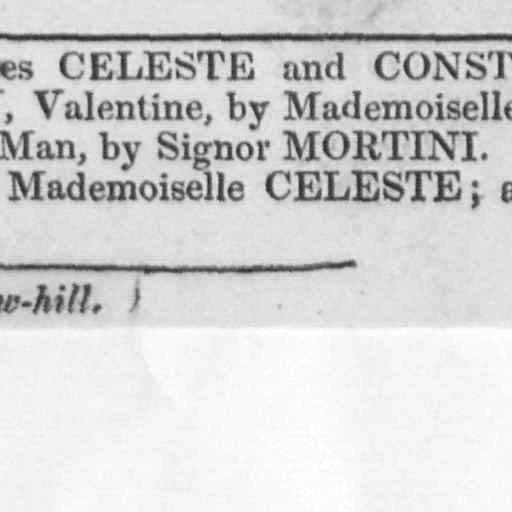 es CELESTE and CONST
, Valentine, by Mademoiselle
Man, by Signor MORTINI.
Mademoiselle CELESTE; a
w-hill.